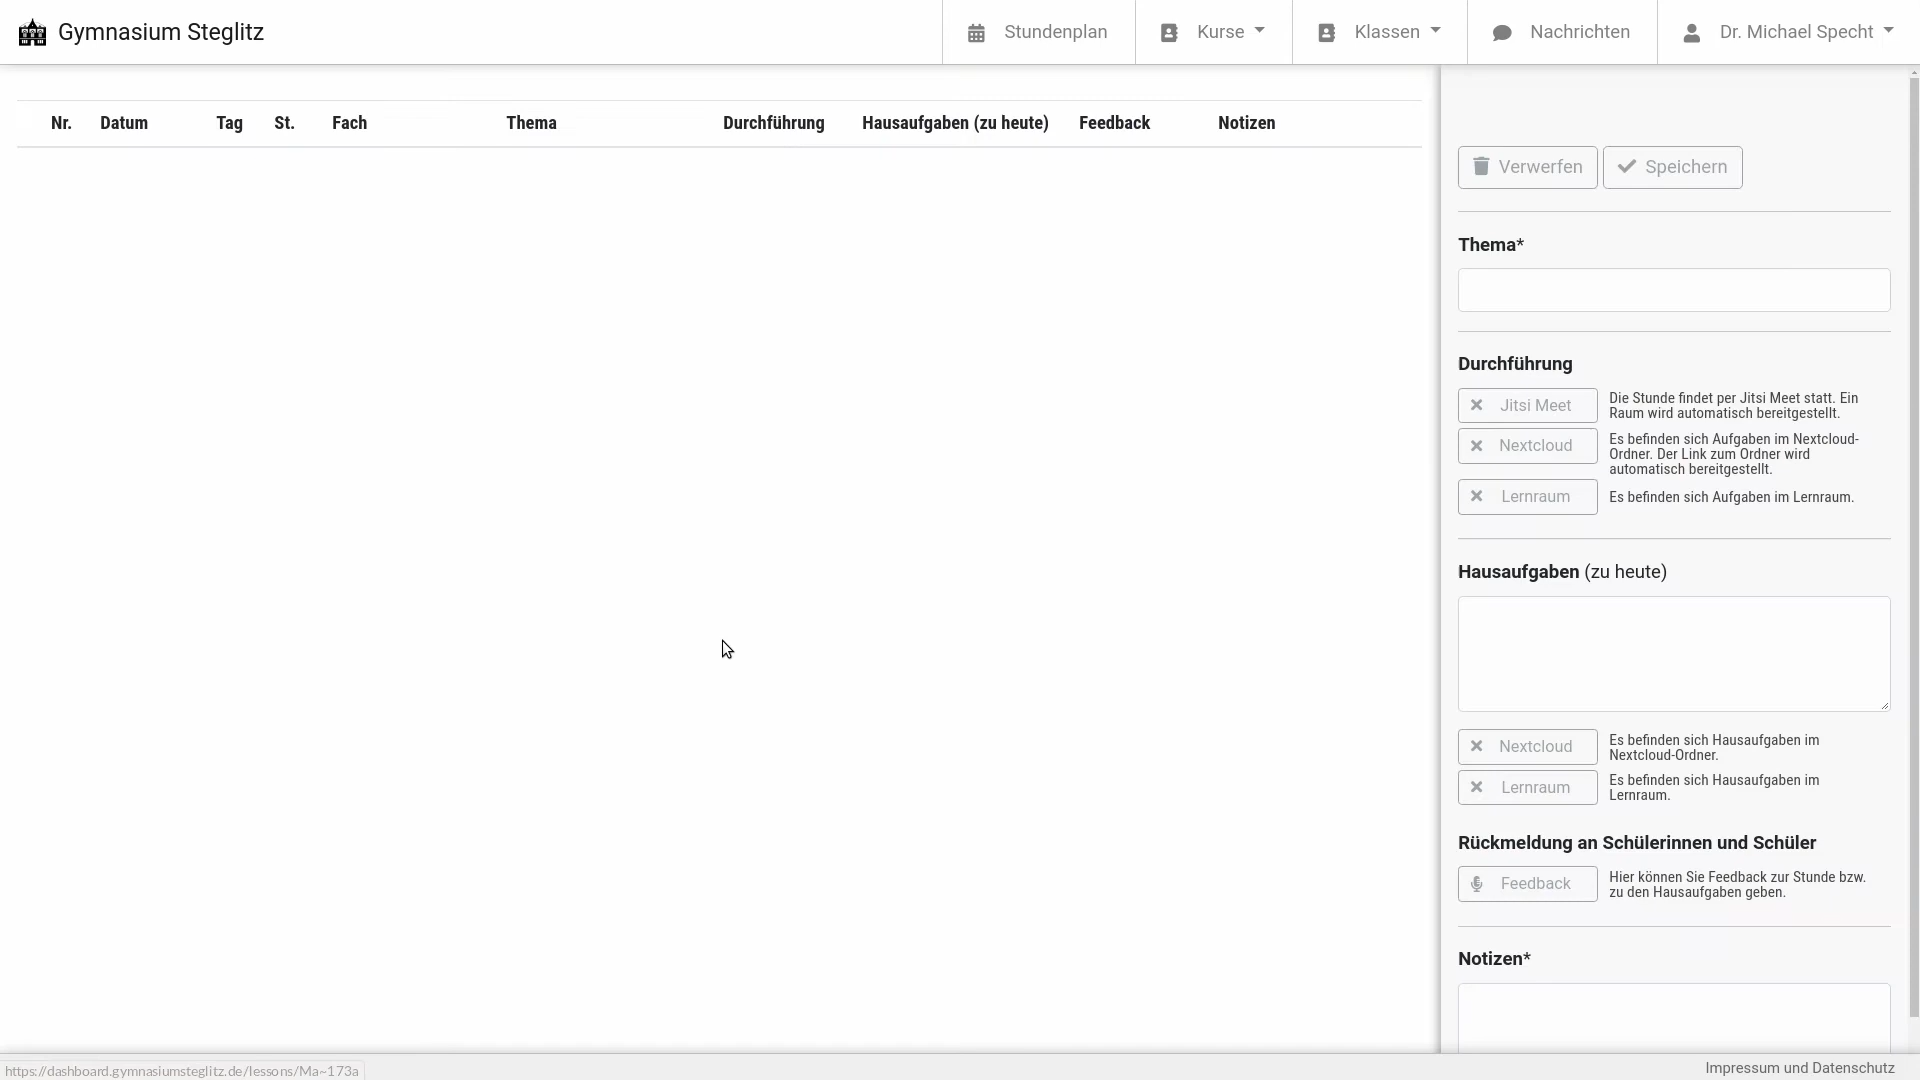 Gymnasium Steglitz
Stundenplan
Kurse
Klassen
Nachrichten
Dr. Michael Specht
Nr. Datum Tag St. Fach Thema Durchführung Hausaufgaben (zu heute) Feedback Notizen
Verwerfen
Speichern
Thema*
Durchführung
Jitsi Meet
Die Stunde findet per Jitsi Meet statt. Ein
Raum wird automatisch bereitgestellt.
Nextcloud
Es befinden sich Aufgaben im Nextcloud-
Ordner. Der Link zum Ordner wird
automatisch bereitgestellt.
Lernraum
Es befinden sich Aufgaben im Lernraum.
Hausaufgaben (zu heute)
Nextcloud
Es befinden sich Hausaufgaben im
Nextcloud-Ordner.
Lernraum
Es befinden sich Hausaufgaben im
Lernraum.
Rückmeldung an Schülerinnen und Schüler
Feedback
Hier können Sie Feedback zur Stunde bzw.
zu den Hausaufgaben geben.
Notizen*
https://dashboard.gymnasiumsteglitz.de/lessons/Ma~173a
Impressum und Datenschutz